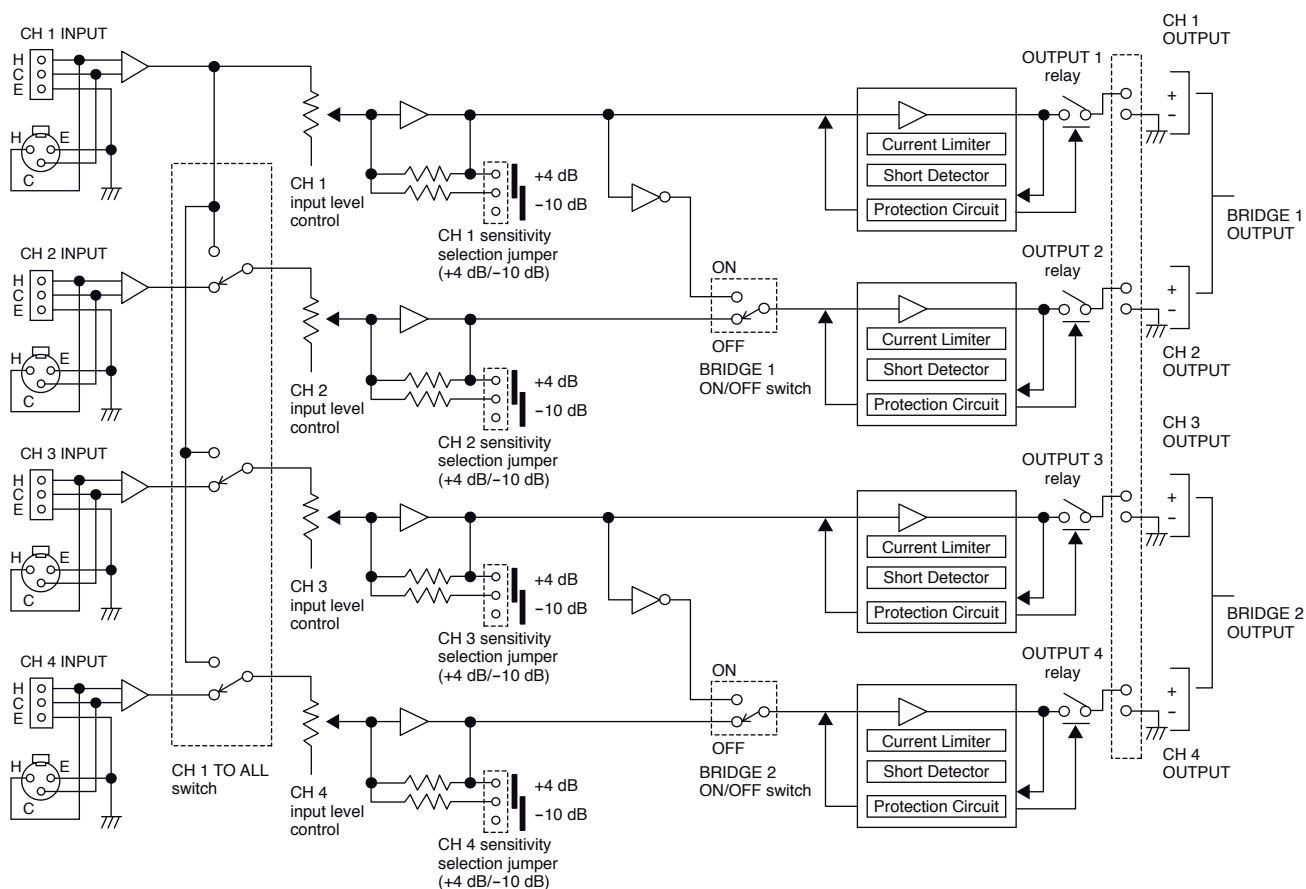 CH 1 INPUT
H
C
E
H
E
C
CH 1
input level
control
+4 dB
−10 dB
CH 1 sensitivity
selection jumper
(+4 dB/−10 dB)
Current Limiter
Short Detector
Protection Circuit
OUTPUT 1
relay
CH 1
OUTPUT
+
−
BRIDGE 1
OUTPUT
CH 2 INPUT
H
C
E
H
E
C
CH 2
input level
control
+4 dB
−10 dB
CH 2 sensitivity
selection jumper
(+4 dB/−10 dB)
ON
OFF
BRIDGE 1
ON/OFF switch
Current Limiter
Short Detector
Protection Circuit
OUTPUT 2
relay
+
−
CH 2
OUTPUT
CH 3 INPUT
H
C
E
H
E
C
CH 3
input level
control
+4 dB
−10 dB
CH 3 sensitivity
selection jumper
(+4 dB/−10 dB)
Current Limiter
Short Detector
Protection Circuit
OUTPUT 3
relay
CH 3
OUTPUT
+
−
BRIDGE 2
OUTPUT
CH 4 INPUT
H
C
E
H
E
C
CH 1 TO ALL
switch
CH 4
input level
control
+4 dB
−10 dB
CH 4 sensitivity
selection jumper
(+4 dB/−10 dB)
ON
OFF
BRIDGE 2
ON/OFF switch
Current Limiter
Short Detector
Protection Circuit
OUTPUT 4
relay
+
−
CH 4
OUTPUT